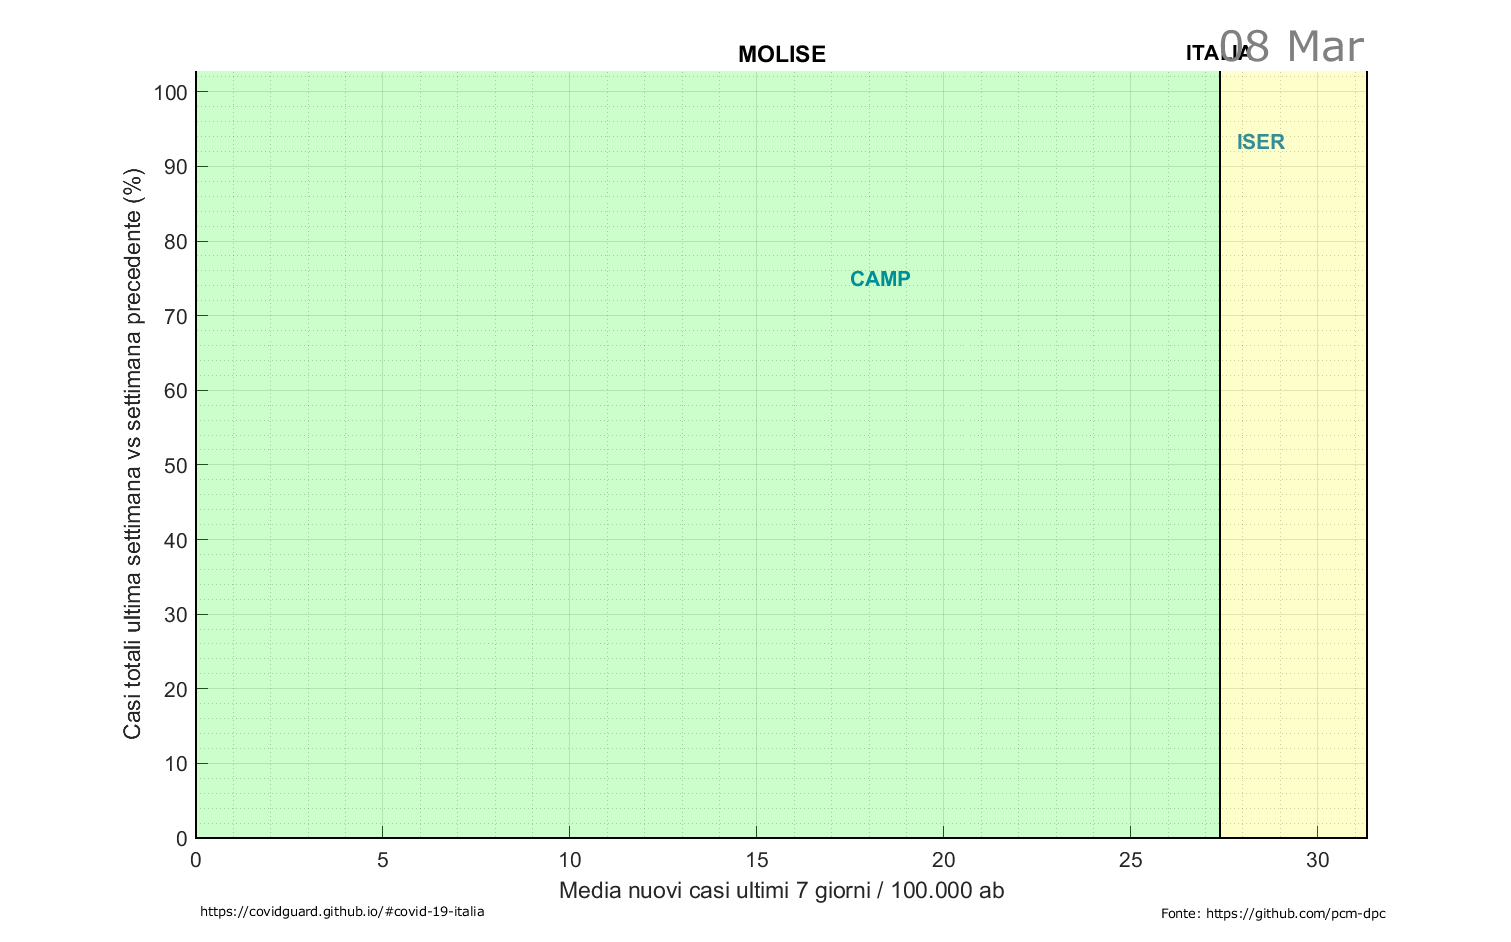 08 Mar
MOLISE
ITALIA
100
90
80
70
60
50
40
30
20
10
0
ISER
CAMP
Casi totali ultima settimana vs settimana precedente (%)
0 5 10 15 20 25 30
Media nuovi casi ultimi 7 giorni / 100.000 ab
https://covidguard.github.io/#covid-19-italia
Fonte: https://github.com/pcm-dpc